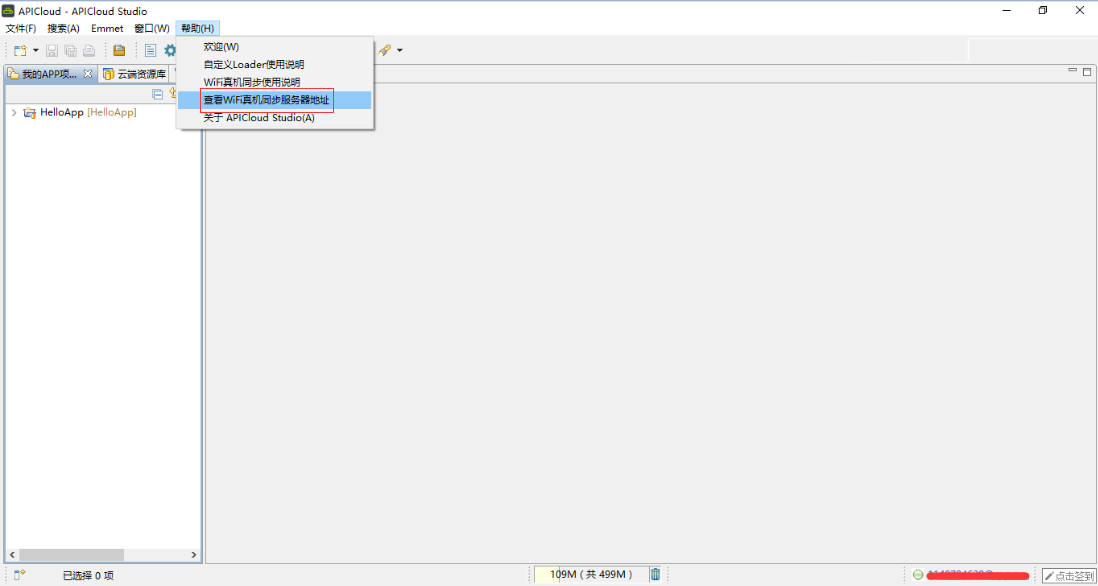 APICloud - APICloud Studio
文件(F) 搜索(A) Emmet 窗口(W) 帮助(H)
欢迎(W)
自定义Loader使用说明
WiFi真机同步使用说明
查看WiFi真机同步服务器地址
关于 APICloud Studio(A)
我的APP项... 云端资源库
HelloApp [HelloApp]
已选择 0 项
109M ( 共 499M )
点击签到